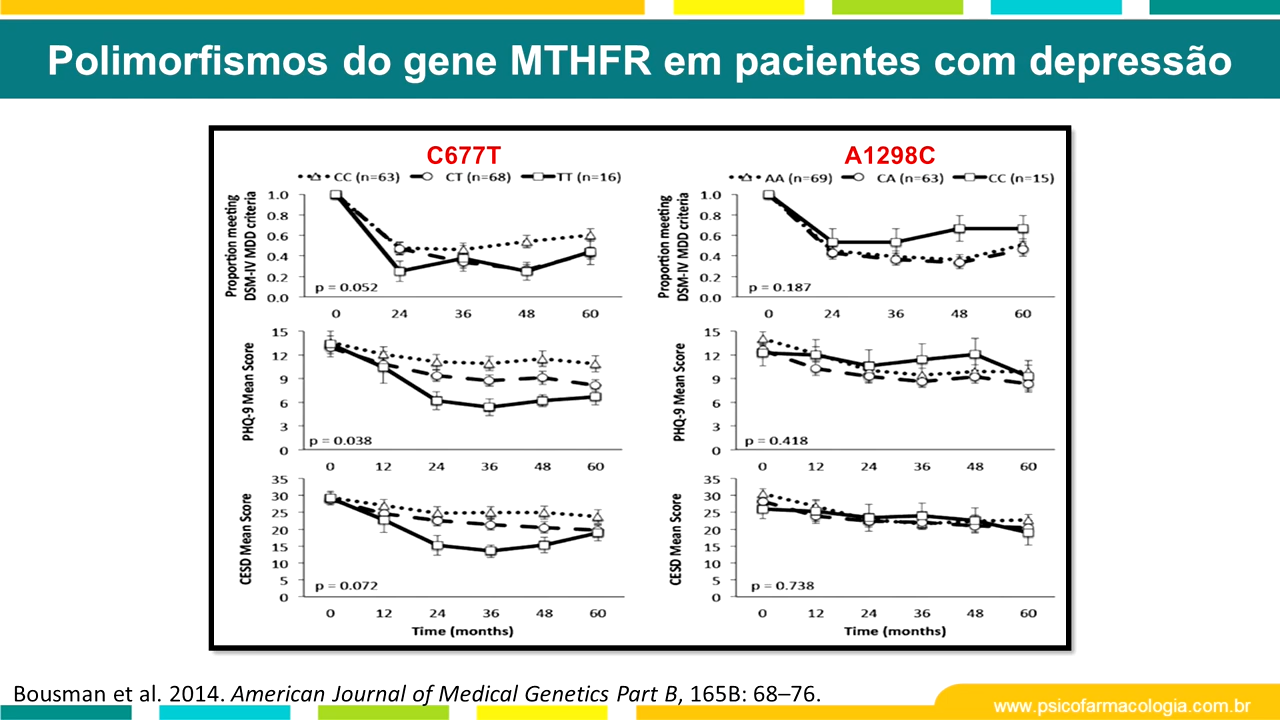 Polimorfismos do gene MTHFR em pacientes com depressão
C677T
CC (n=63) CT (n=68) TT (n=16)
Proportion meeting
DSM-IV MDD criteria
1.0
0.8
0.6
0.4
0.2
0.0
p = 0.052
0 24 36 48 60
PHQ-9 Mean Score
15
12
9
6
3
0
p = 0.038
0 12 24 36 48 60
CESD Mean Score
35
30
25
20
15
10
5
0
p = 0.072
0 12 24 36 48 60
Time (months)
A1298C
AA (n=69) CA (n=63) CC (n=15)
Proportion meeting
DSM-IV MDD criteria
1.0
0.8
0.6
0.4
0.2
0.0
p = 0.187
0 24 36 48 60
PHQ-9 Mean Score
15
12
9
6
3
0
p = 0.418
0 12 24 36 48 60
CESD Mean Score
35
30
25
20
15
10
5
0
p = 0.738
0 12 24 36 48 60
Time (months)
Bousman et al. 2014. American Journal of Medical Genetics Part B, 165B: 68–76.
www.psicofarmacologia.com.br